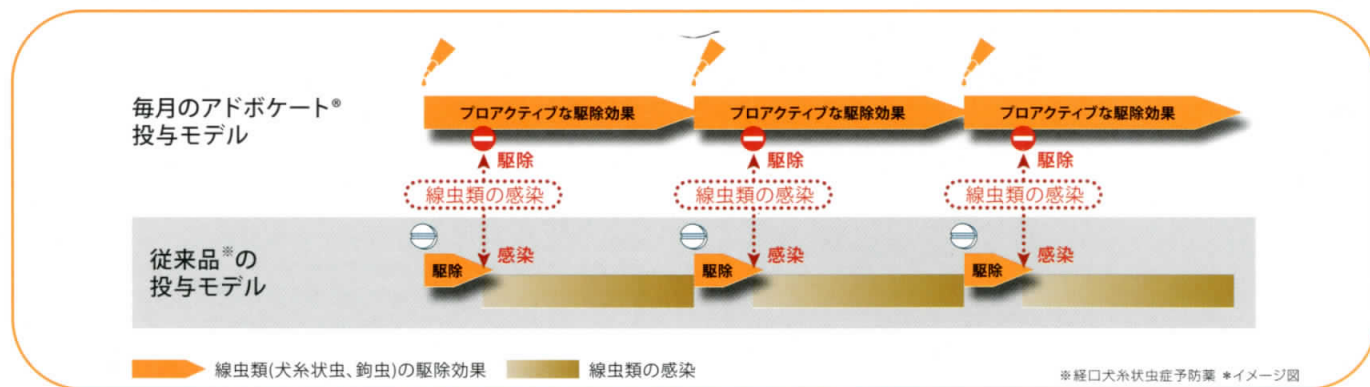 毎月のアドボケート®
投与モデル
プロアクティブな駆除効果 プロアクティブな駆除効果 プロアクティブな駆除効果
駆除 駆除 駆除
線虫類の感染 線虫類の感染 線虫類の感染
従来品※の
投与モデル
感染 感染 感染
駆除 駆除 駆除
線虫類(犬糸状虫、鉤虫)の駆除効果 線虫類の感染
※経口犬糸状虫症予防薬 *イメージ図